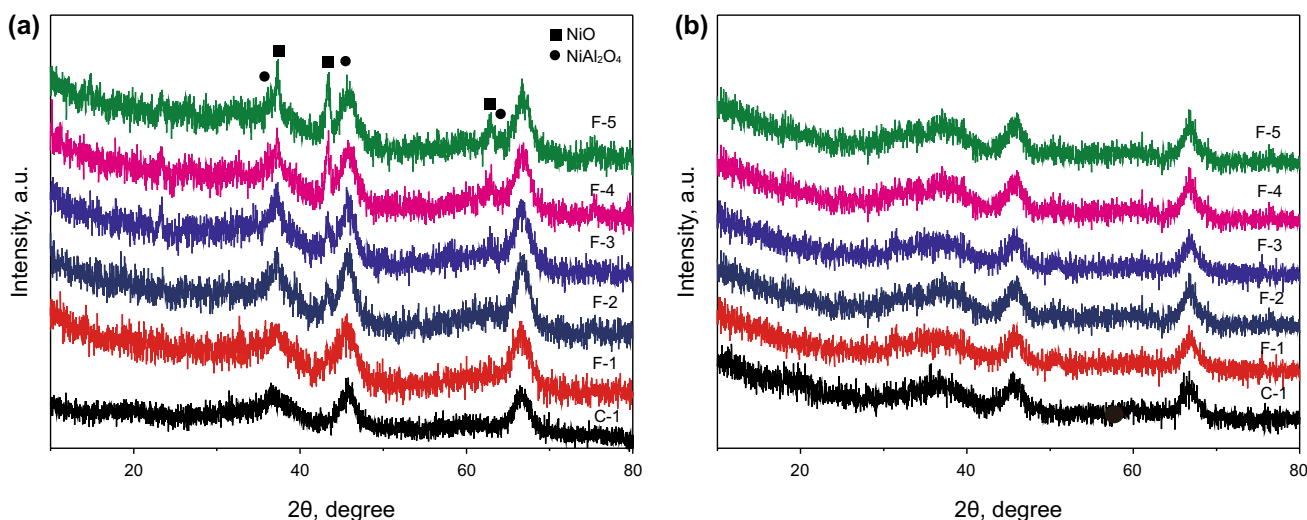 (a)
■ NiO
● NiAl₂O₄
F-5
F-4
F-3
F-2
F-1
C-1
Intensity, a.u.
20
40
60
80
2θ, degree
(b)
F-5
F-4
F-3
F-2
F-1
C-1
Intensity, a.u.
20
40
60
80
2θ, degree